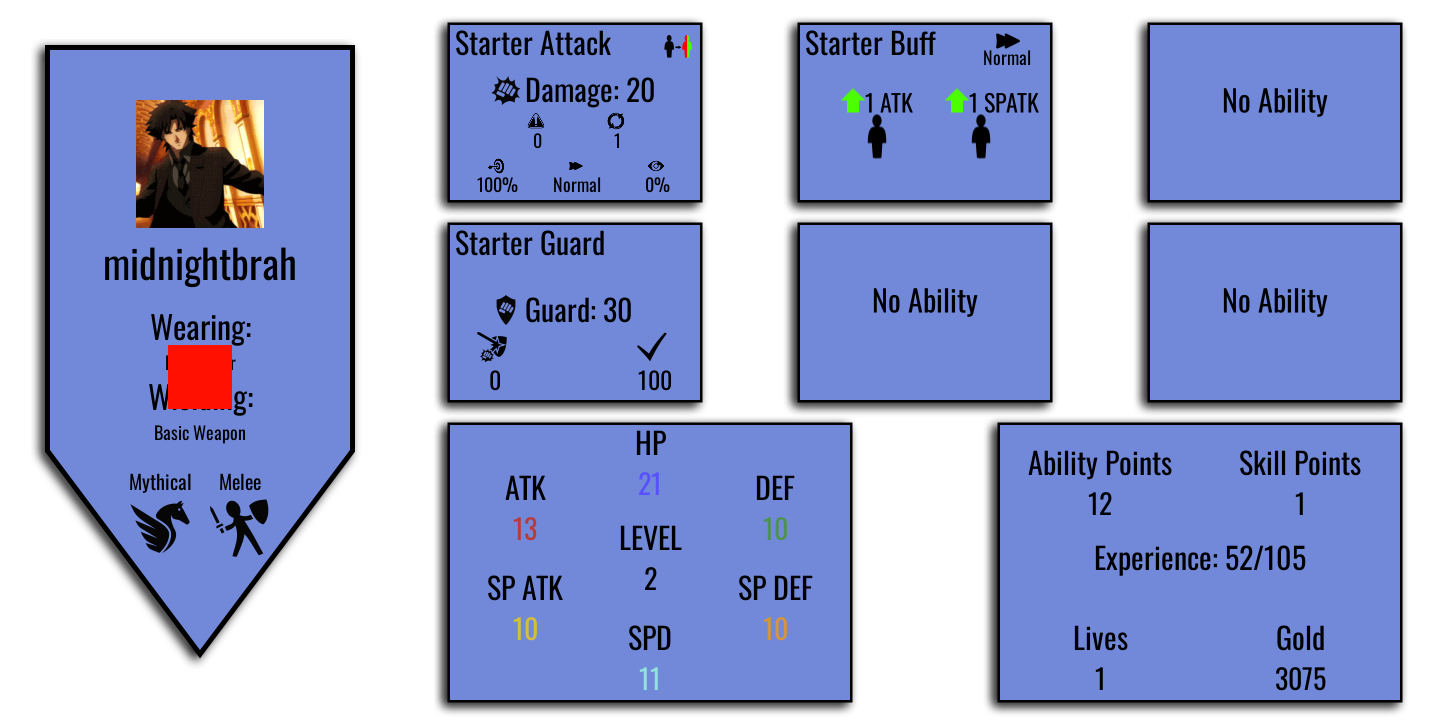 midnightbrah
Wearing:
Basic Weapon
Mythical Melee
Starter Attack
Damage: 20
0 1
100% Normal 0%
Starter Buff
Normal
1 ATK 1 SPATK
No Ability
Starter Guard
Guard: 30
0 100
No Ability
No Ability
HP
21
ATK DEF
13 10
LEVEL
2
SP ATK SP DEF
10 10
SPD
11
Ability Points Skill Points
12 1
Experience: 52/105
Lives Gold
1 3075